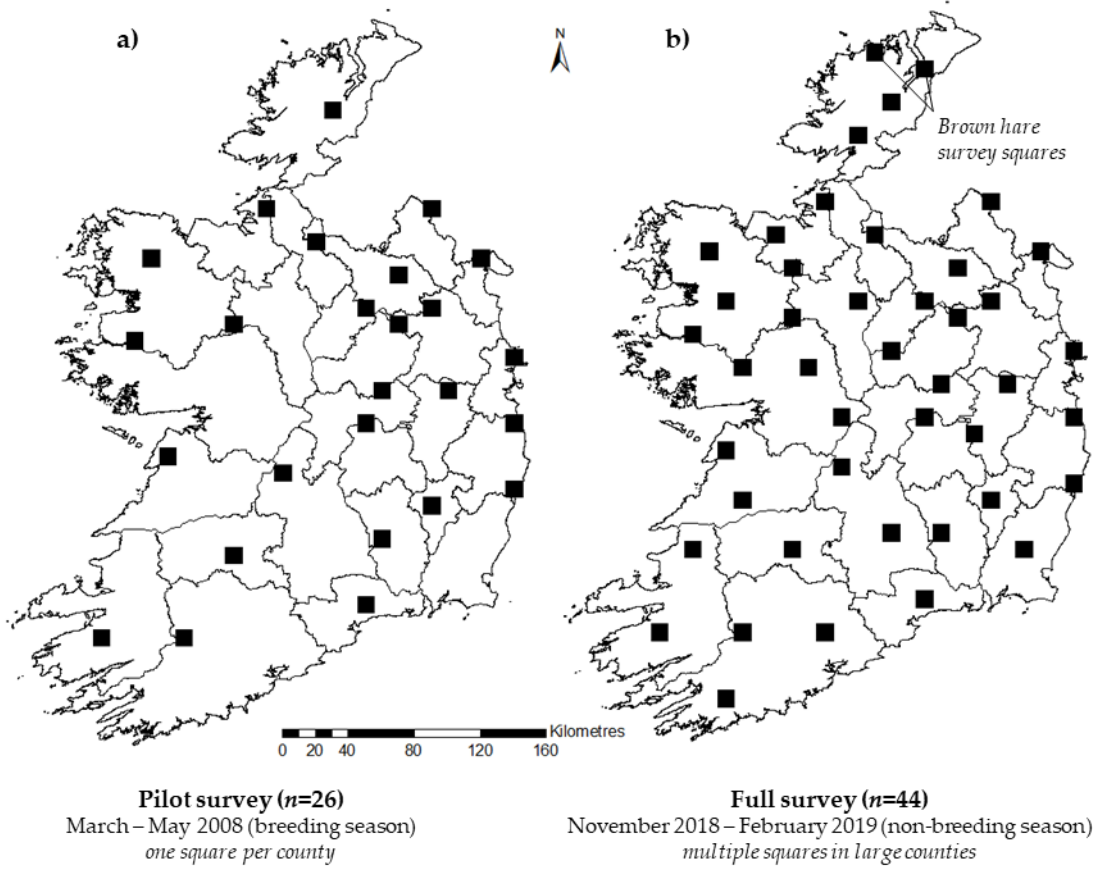 a)
N
b)
Brown hare
survey squares
Kilometres
0 20 40 80 120 160
Pilot survey (n=26)
March – May 2008 (breeding season)
one square per county
Full survey (n=44)
November 2018 – February 2019 (non-breeding season)
multiple squares in large counties